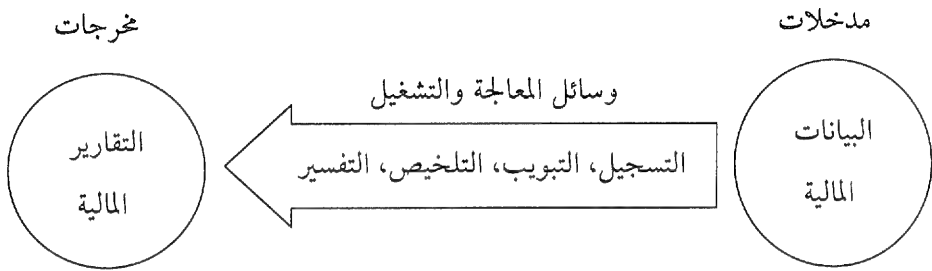 مدخلات
مخرجات
وسائل المعالجة والتشغيل
البيانات
المالية
التسجيل، التبويب، التلخيص، التفسير
التقارير
المالية